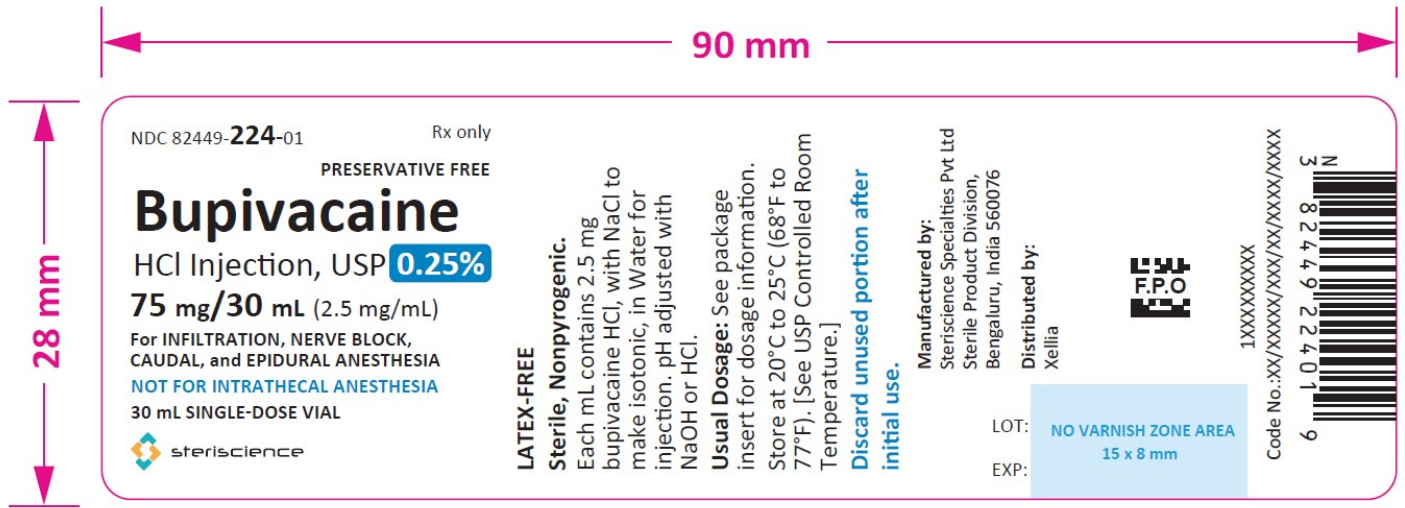 90 mm
28 mm
NDC 82449-224-01
Rx only
PRESERVATIVE FREE
Bupivacaine
HCl Injection, USP 0.25%
75 mg/30 mL (2.5 mg/mL)
For INFILTRATION, NERVE BLOCK,
CAUDAL, and EPIDURAL ANESTHESIA
NOT FOR INTRATHECAL ANESTHESIA
30 mL SINGLE-DOSE VIAL
steriscience
LATEX-FREE
Sterile, Nonpyrogenic.
Each mL contains 2.5 mg
bupivacaine HCl, with NaCl to
make isotonic, in Water for
injection. pH adjusted with
NaOH or HCl.
Usual Dosage: See package
insert for dosage information.
Store at 20°C to 25°C (68°F to
77°F). [See USP Controlled Room
Temperature.]
Discard unused portion after
initial use.
Manufactured by:
Steriscience Specialties Pvt Ltd
Sterile Product Division,
Bengaluru, India 560076
Distributed by:
Xellia
F.P.O
LOT:
EXP:
NO VARNISH ZONE AREA
15 x 8 mm
1XXXXXXXX
Code No.:XX/XXXXX/XX/XX/XXXX/XXXX
N
3 82449 22401 9